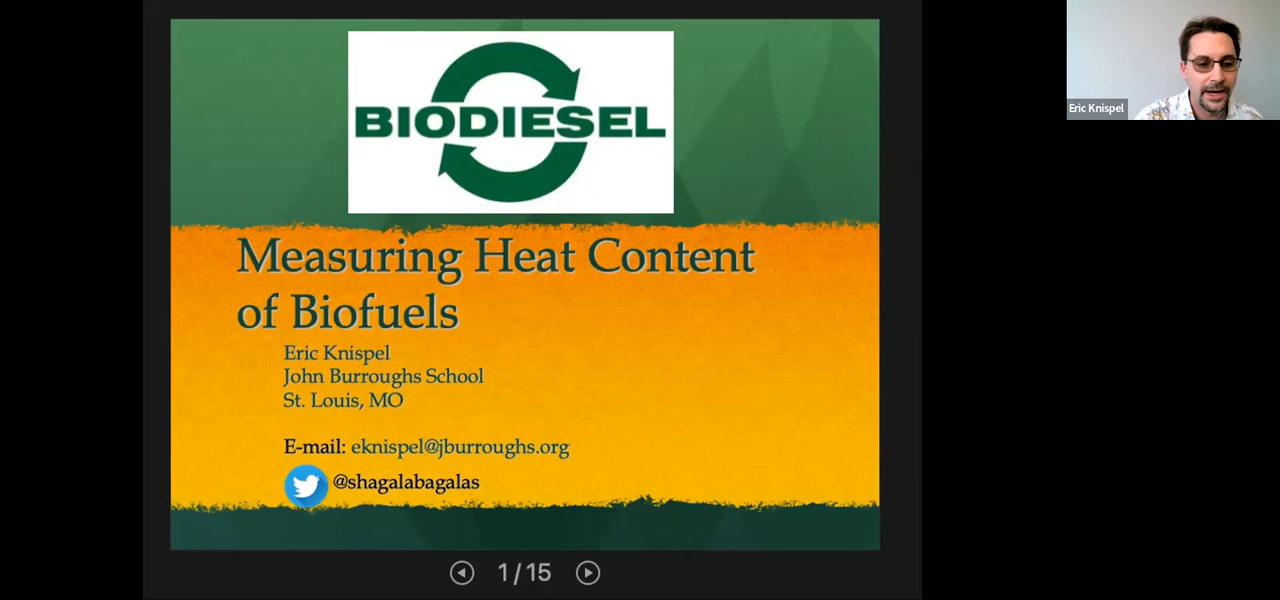 BIODIESEL
Eric Knispel
Measuring Heat Content
of Biofuels
Eric Knispel
John Burroughs School
St. Louis, MO
E-mail: eknispel@jburroughs.org
@shagalabagalas
1/15